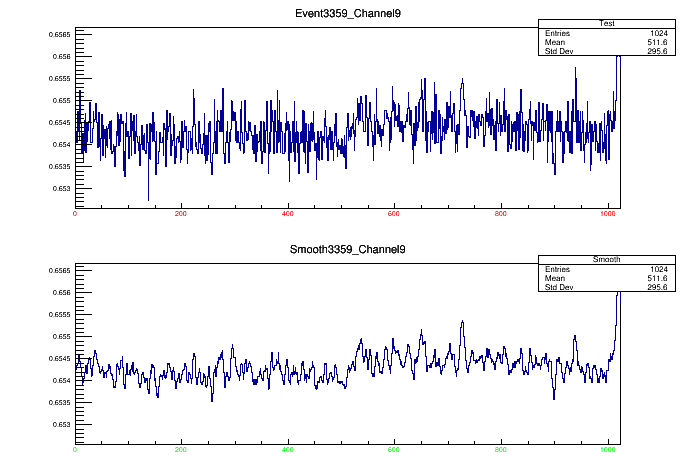 Event3359_Channel9
Test
Entries 1024
Mean 511.6
Std Dev 295.6
0.6565
0.656
0.6555
0.655
0.6545
0.654
0.6535
0.653
0 200 400 600 800 1000
Smooth3359_Channel9
Smooth
Entries 1024
Mean 511.6
Std Dev 295.6
0.6565
0.656
0.6555
0.655
0.6545
0.654
0.6535
0.653
0 200 400 600 800 1000